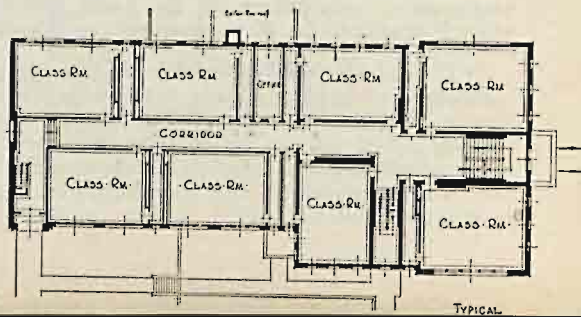 CLASS RM
CLASS RM
OFFICE
CLASS·RM
CLASS·RM
CORRIDOR
CLASS·RM·
·CLASS·RM·
CLASS·RM
CLASS·RM·
TYPICAL